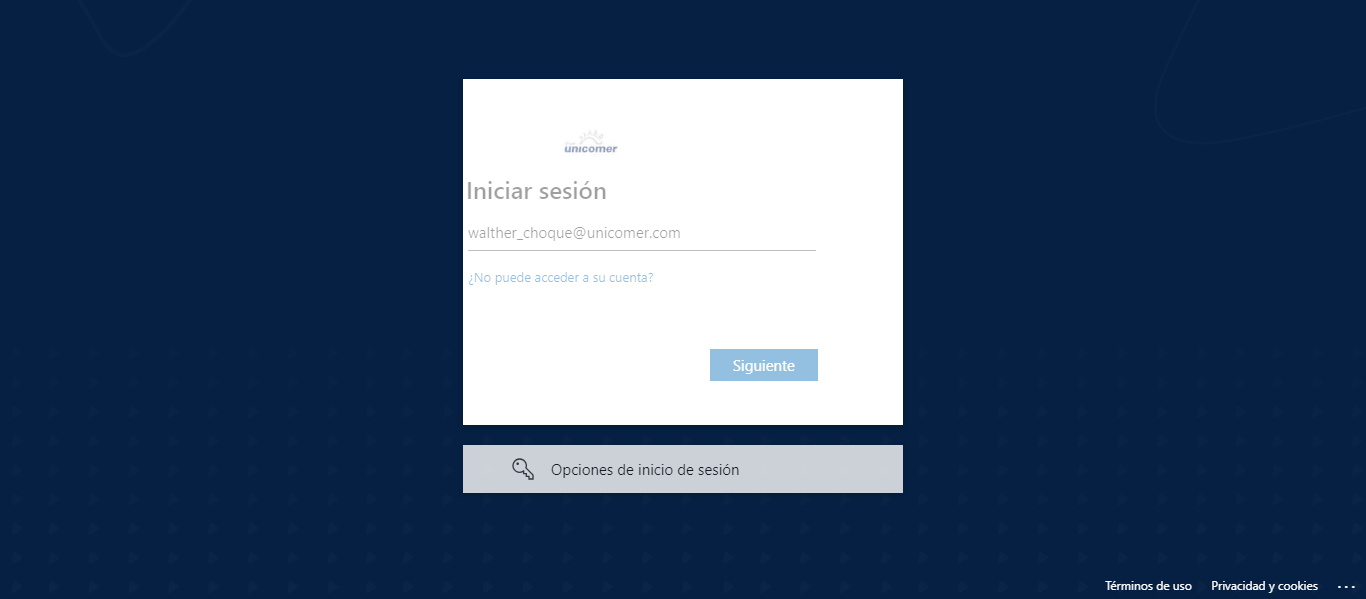 unicomer
Iniciar sesión
walther_choque@unicomer.com
¿No puede acceder a su cuenta?
Siguiente
Opciones de inicio de sesión
Términos de uso Privacidad y cookies ...